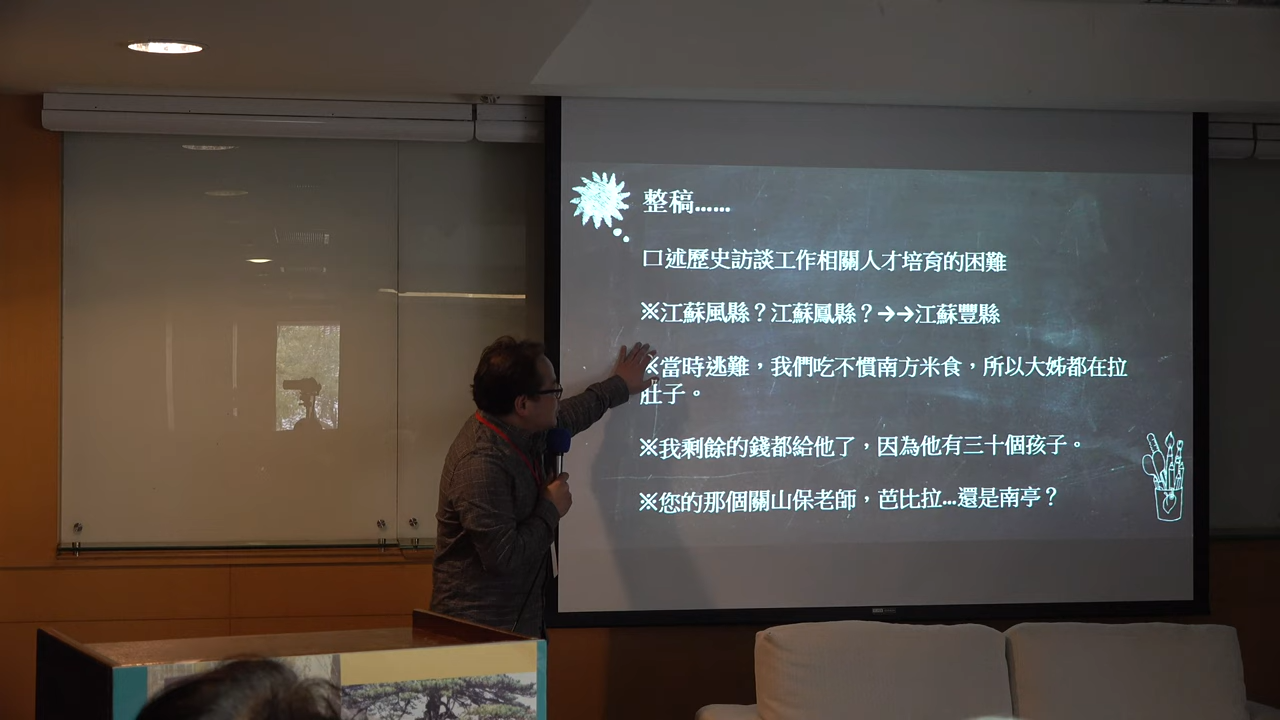 整稿……
口述歷史訪談工作相關人才培育的困難
※江蘇風縣？江蘇鳳縣？→→江蘇豐縣
※當時逃難，我們吃不慣南方米食，所以大姊都在拉
肚子。
※我剩餘的錢都給他了，因為他有三十個孩子。
※您的那個關山保老師，芭比拉…還是南亭？